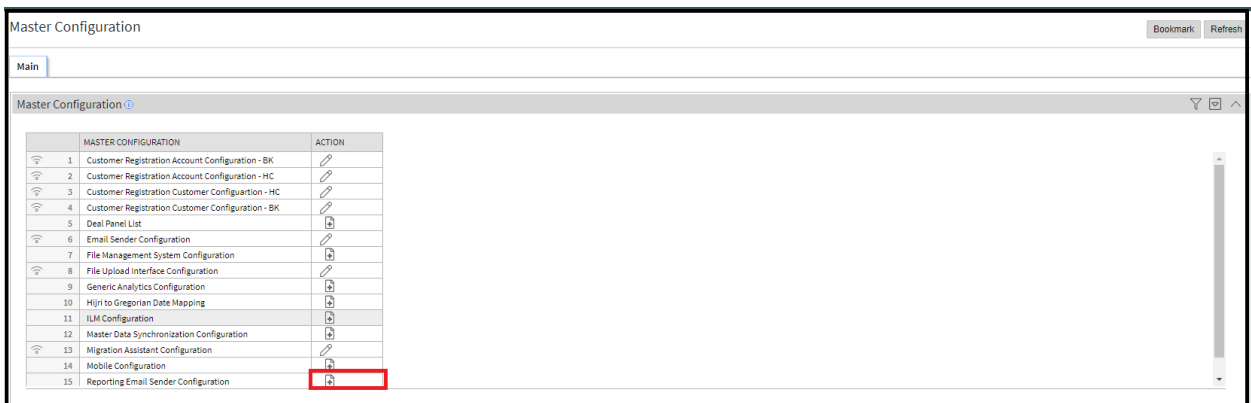 Master Configuration
Bookmark Refresh
Main
Master Configuration
MASTER CONFIGURATION ACTION
1 Customer Registration Account Configuration - BK
2 Customer Registration Account Configuration - HC
3 Customer Registration Customer Configuartion - HC
4 Customer Registration Customer Configuration - BK
5 Deal Panel List
6 Email Sender Configuration
7 File Management System Configuration
8 File Upload Interface Configuration
9 Generic Analytics Configuration
10 Hijri to Gregorian Date Mapping
11 ILM Configuration
12 Master Data Synchronization Configuration
13 Migration Assistant Configuration
14 Mobile Configuration
15 Reporting Email Sender Configuration